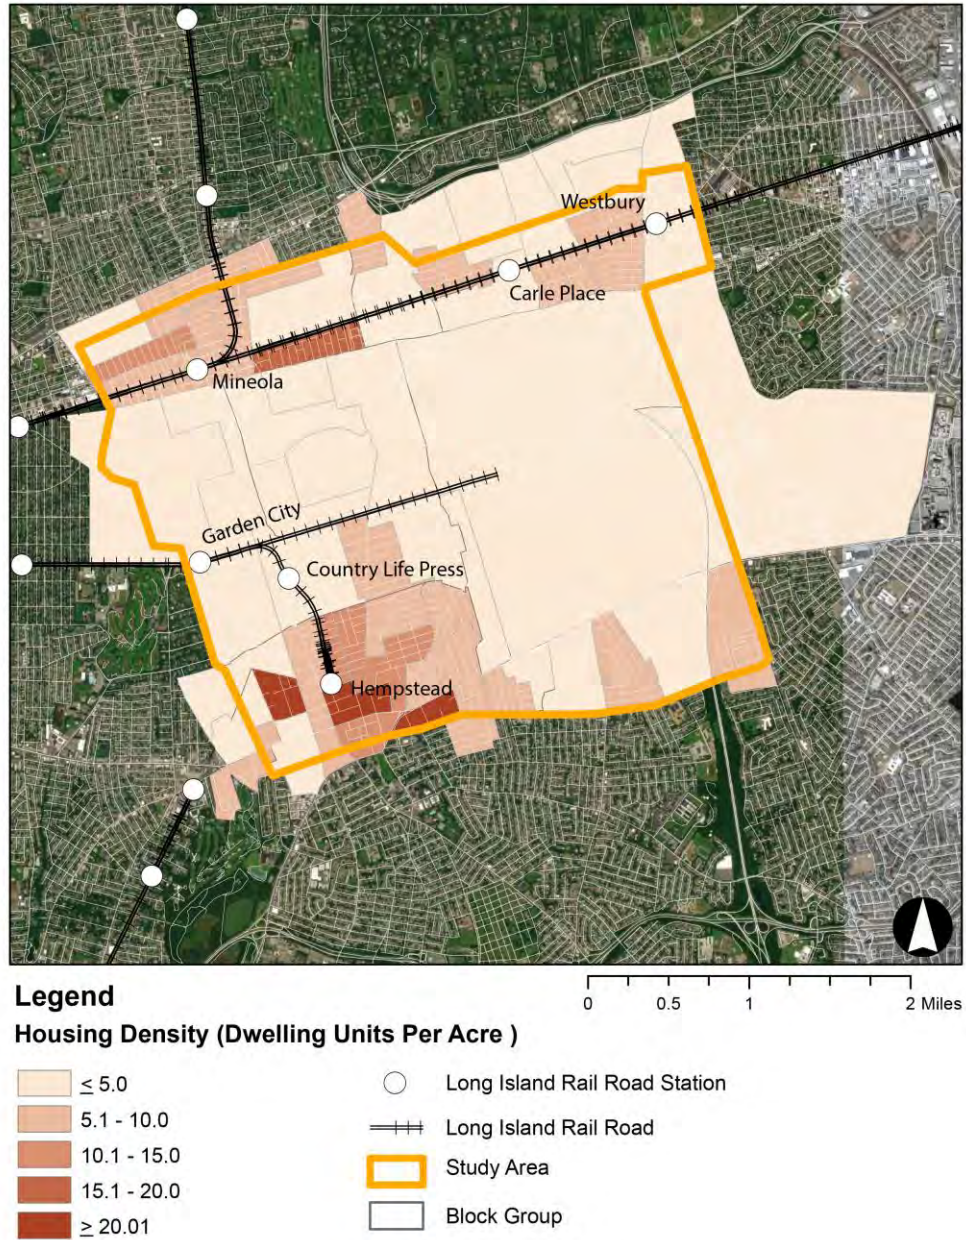 Westbury
Carle Place
Mineola
Garden City
Country Life Press
Hempstead
Legend
0 0.5 1 2 Miles
Housing Density (Dwelling Units Per Acre )
≤ 5.0
5.1 - 10.0
10.1 - 15.0
15.1 - 20.0
≥ 20.01
Long Island Rail Road Station
Long Island Rail Road
Study Area
Block Group